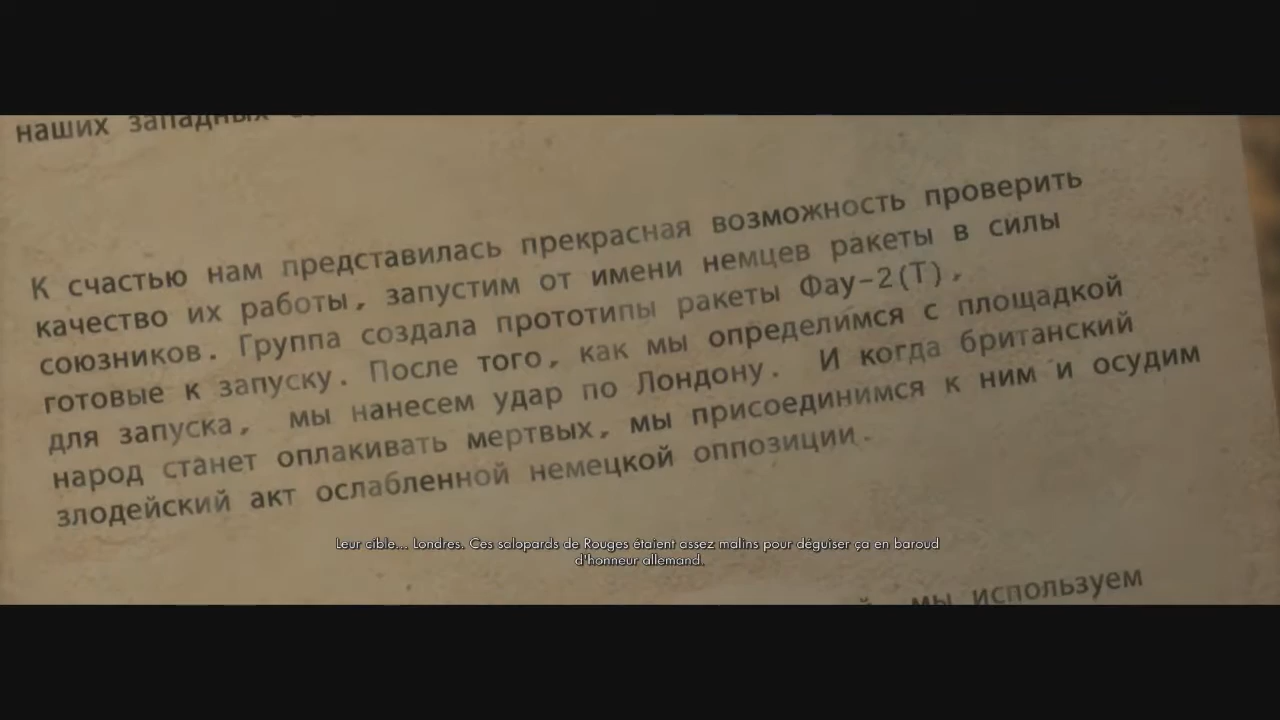 наших западных
К счастью нам представилась прекрасная возможность проверить
качество их работы, запустим от имени немцев ракеты в силы
союзников. Группа создала прототипы ракеты Фау-2(Т),
готовые к запуску. После того, как мы определимся с площадкой
для запуска, мы нанесем удар по Лондону. И когда британский
народ станет оплакивать мертвых, мы присоединимся к ним и осудим
злодейский акт ослабленной немецкой оппозиции.
Leur cible... Londres. Ces salopards de Rouges étaient assez malins pour déguiser ça en baroud
d'honneur allemand.
мы используем